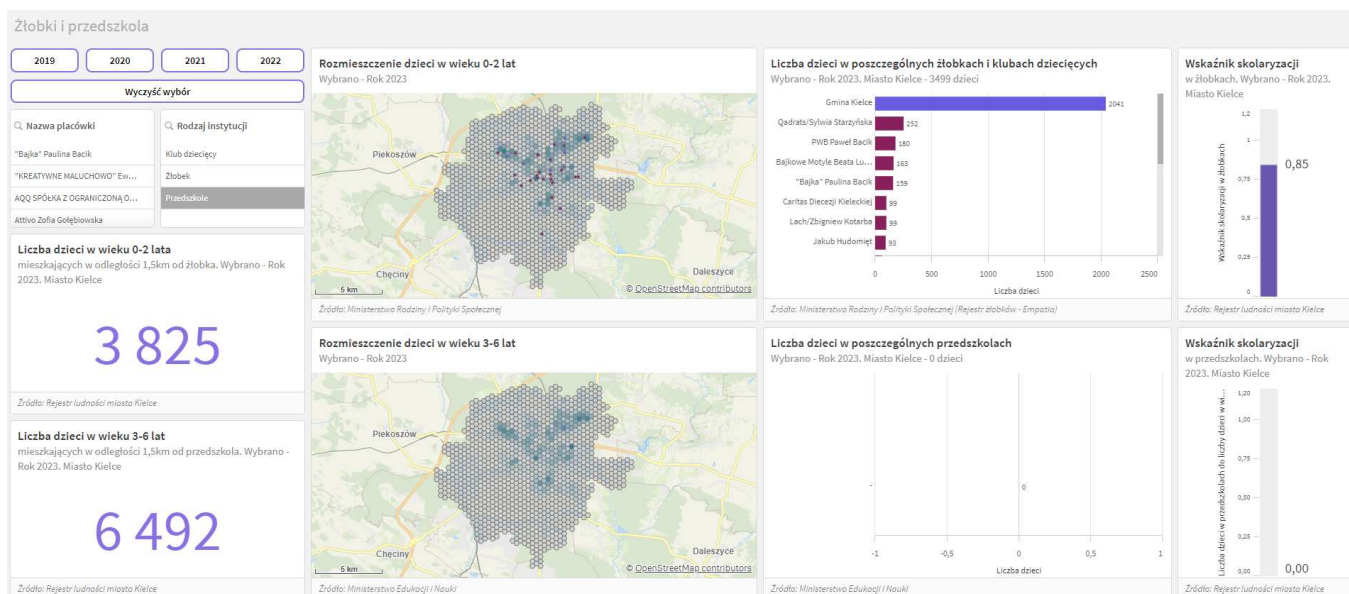 Żłobki i przedszkola
2019
2020
2021
2022
Wyczyść wybór
Nazwa placówki
"Bajka" Paulina Bacik
"KREATYWNE MALUCHOWO" Ew...
AQQ SPÓŁKA Z OGRANICZONĄ O...
Attivo Zofia Gołębiowska
Rodzaj instytucji
Klub dziecięcy
Żłobek
Przedszkole
Liczba dzieci w wieku 0-2 lata
mieszkających w odległości 1,5km od żłobka. Wybrano - Rok
2023. Miasto Kielce
3 825
Źródło: Rejestr ludności miasta Kielce
Liczba dzieci w wieku 3-6 lat
mieszkających w odległości 1,5km od przedszkola. Wybrano -
Rok 2023. Miasto Kielce
6 492
Źródło: Rejestr ludności miasta Kielce
Rozmieszczenie dzieci w wieku 0-2 lat
Wybrano - Rok 2023
Piekoszów
Chęciny
Daleszyce
5 km
© OpenStreetMap contributors
Źródło: Ministerstwo Rodziny i Polityki Społecznej
Rozmieszczenie dzieci w wieku 3-6 lat
Wybrano - Rok 2023
Piekoszów
Chęciny
Daleszyce
5 km
© OpenStreetMap contributors
Źródło: Ministerstwo Edukacji i Nauki
Liczba dzieci w poszczególnych żłobkach i klubach dziecięcych
Wybrano - Rok 2023. Miasto Kielce - 3499 dzieci
Gmina Kielce 2041
Qadrats/Sylwia Starzyńska 252
PWB Paweł Bacik 180
Bajkowe Motyle Beata Lu... 163
"Bajka" Paulina Bacik 159
Caritas Diecezji Kieleckiej 99
Lach/Zbigniew Kotarba 99
Jakub Hudomięt 93
0 500 1000 1500 2000 2500
Liczba dzieci
Źródło: Ministerstwo Rodziny i Polityki Społecznej (Rejestr żłobków - Empatia)
Liczba dzieci w poszczególnych przedszkolach
Wybrano - Rok 2023. Miasto Kielce - 0 dzieci
- 0
-1 -0,5 0 0,5 1
Liczba dzieci
Źródło: Ministerstwo Edukacji i Nauki
Wskaźnik skolaryzacji
w żłobkach. Wybrano - Rok 2023.
Miasto Kielce
Wskaźnik skolaryzacji w żłobkach
1,2
1
0,75
0,5
0,25
0
0,85
Źródło: Rejestr ludności miasta Kielce
Wskaźnik skolaryzacji
w przedszkolach. Wybrano - Rok
2023. Miasto Kielce
Liczba dzieci w przedszkolach do liczby dzieci w wi...
1,20
1,00
0,75
0,50
0,25
0,00
0,00
Źródło: Rejestr ludności miasta Kielce